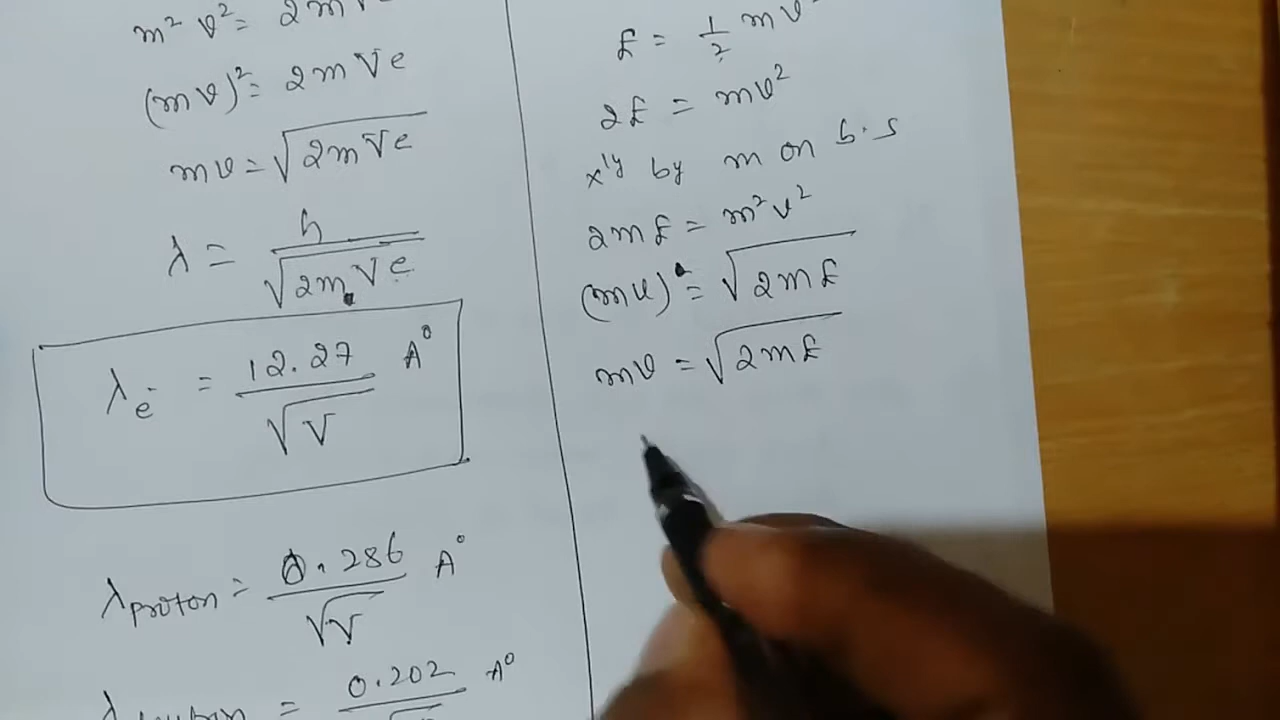 m² v² = 2m
(mv)² = 2mVe
mv = √2mVe
λ = h / √2mVe
λe⁻ = 12.27 / √V A°
λproton = 0.286 / √V A°
= 0.202 / A°
E = 1/2 mv²
2E = mv²
x'ly by m on b.s
2mE = m²v²
(mv) = √2mE
mv = √2mE